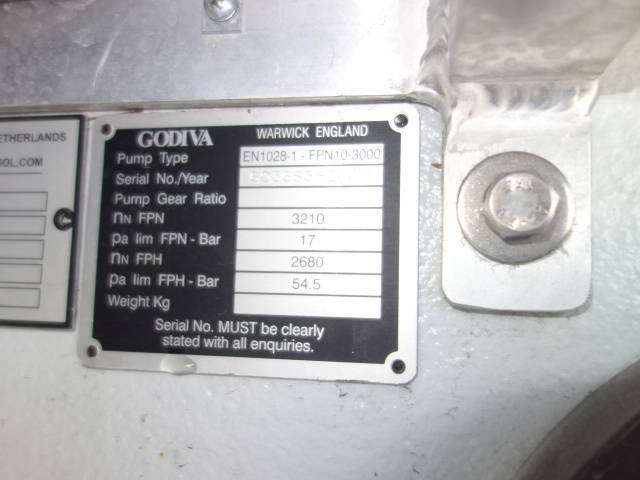 ETHERLANDS
SOL.COM
GODIVA WARWICK ENGLAND
Pump Type EN1028-1 - FPN10-3000
Serial No./Year
Pump Gear Ratio
nN FPN 3210
pa lim FPN - Bar 17
nN FPH 2680
pa lim FPH - Bar 54.5
Weight Kg
Serial No. MUST be clearly
stated with all enquiries.